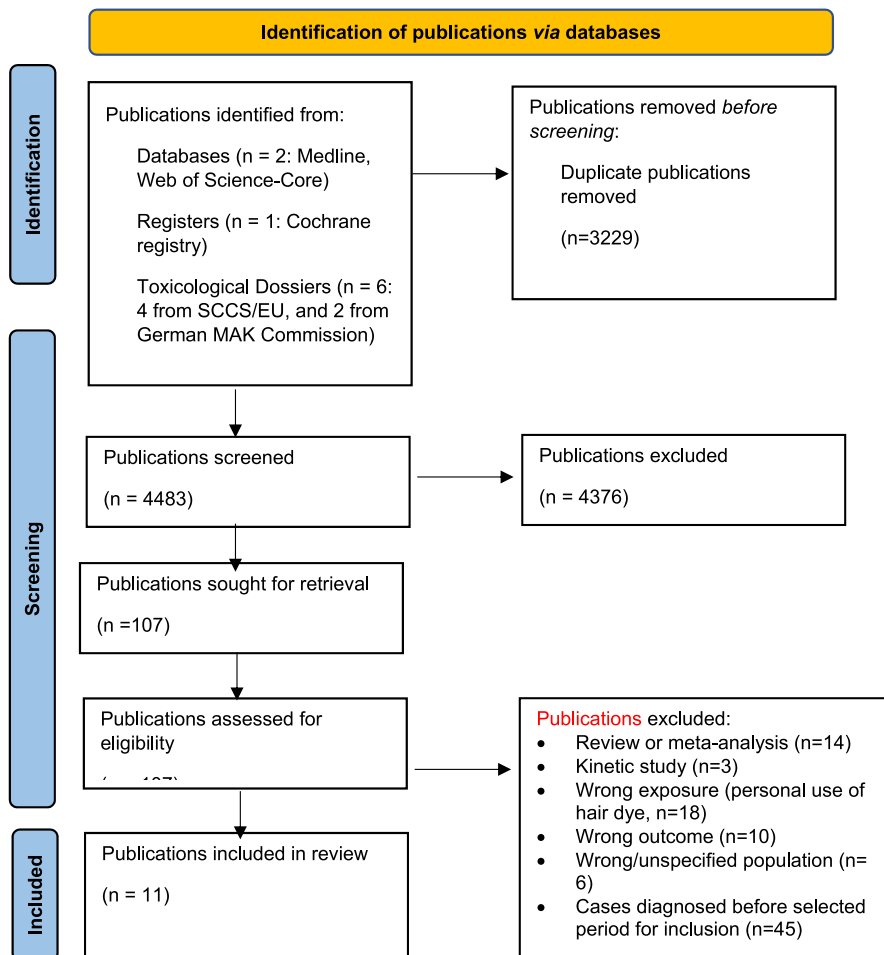 Identification of publications via databases
Identification
Publications identified from:
Databases (n = 2: Medline,
Web of Science-Core)
Registers (n = 1: Cochrane
registry)
Toxicological Dossiers (n = 6:
4 from SCCS/EU, and 2 from
German MAK Commission)
Publications removed before
screening:
Duplicate publications
removed
(n=3229)
Screening
Publications screened
(n = 4483)
Publications excluded
(n = 4376)
Publications sought for retrieval
(n =107)
Publications assessed for
eligibility
Publications excluded:
• Review or meta-analysis (n=14)
• Kinetic study (n=3)
• Wrong exposure (personal use of
hair dye, n=18)
• Wrong outcome (n=10)
• Wrong/unspecified population (n=
6)
• Cases diagnosed before selected
period for inclusion (n=45)
Included
Publications included in review
(n = 11)